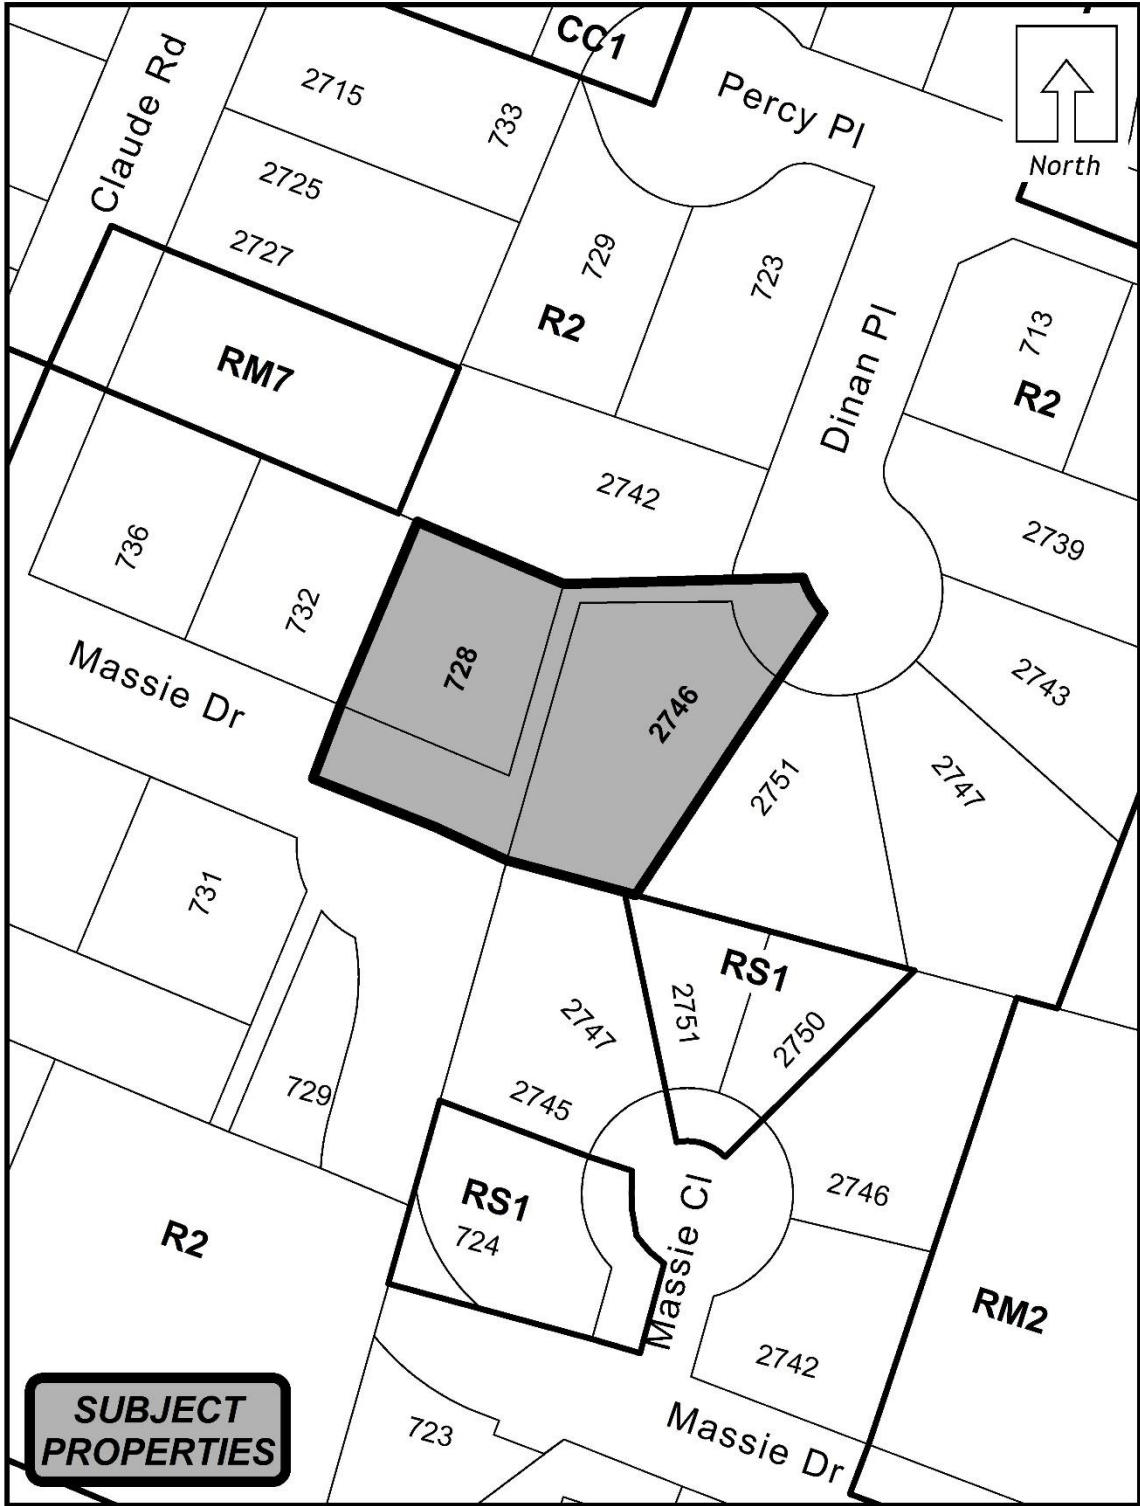 CC1
Claude Rd
2715
733
Percy Pl
North
2725
2727
729
723
R2
713
R2
Dinan Pl
RM7
2742
2739
736
732
728
2746
2743
Massie Dr
2751
2747
731
RS1
2751
2750
2747
729
2745
2746
RS1
724
R2
Massie Cl
RM2
2742
723
Massie Dr
SUBJECT
PROPERTIES